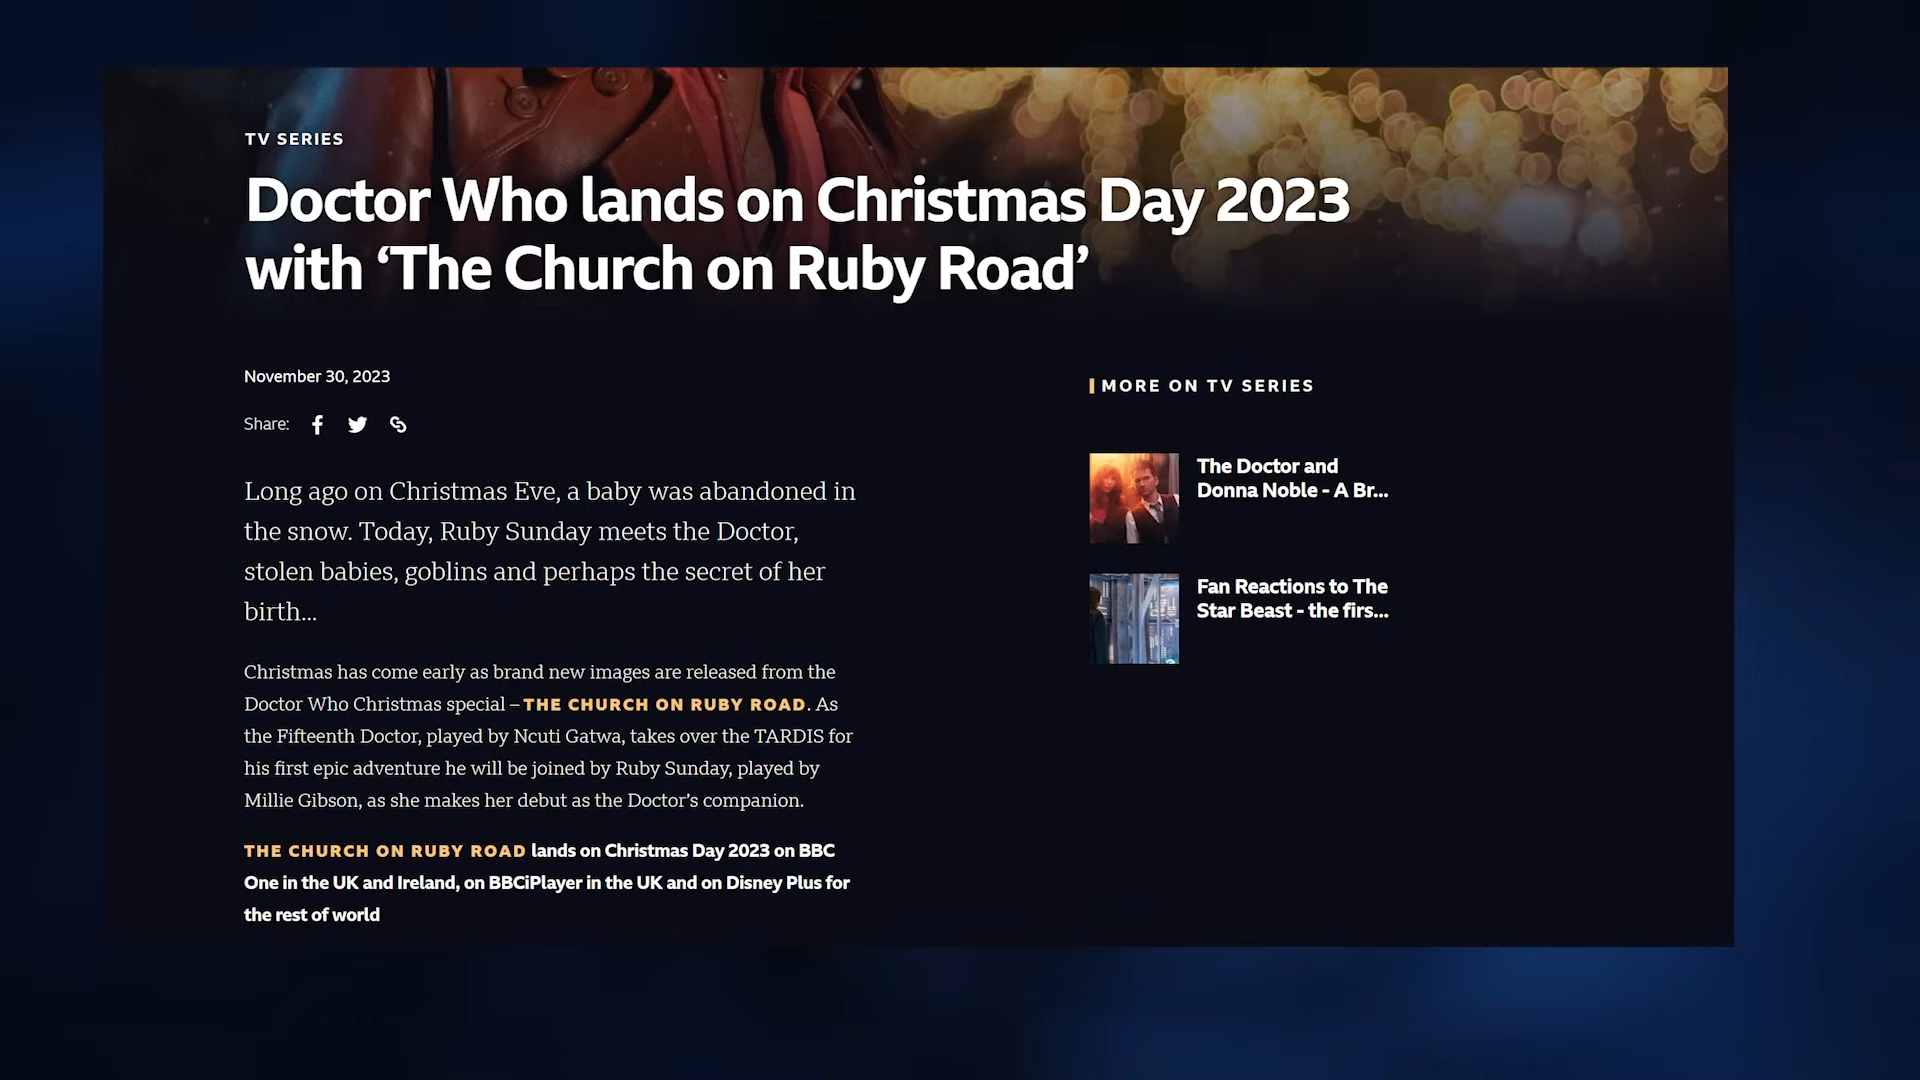 TV SERIES
Doctor Who lands on Christmas Day 2023
with ‘The Church on Ruby Road’
November 30, 2023
Share:
Long ago on Christmas Eve, a baby was abandoned in
the snow. Today, Ruby Sunday meets the Doctor,
stolen babies, goblins and perhaps the secret of her
birth...
Christmas has come early as brand new images are released from the
Doctor Who Christmas special – THE CHURCH ON RUBY ROAD. As
the Fifteenth Doctor, played by Ncuti Gatwa, takes over the TARDIS for
his first epic adventure he will be joined by Ruby Sunday, played by
Millie Gibson, as she makes her debut as the Doctor’s companion.
THE CHURCH ON RUBY ROAD lands on Christmas Day 2023 on BBC
One in the UK and Ireland, on BBCiPlayer in the UK and on Disney Plus for
the rest of world
MORE ON TV SERIES
The Doctor and
Donna Noble - A Br...
Fan Reactions to The
Star Beast - the firs...